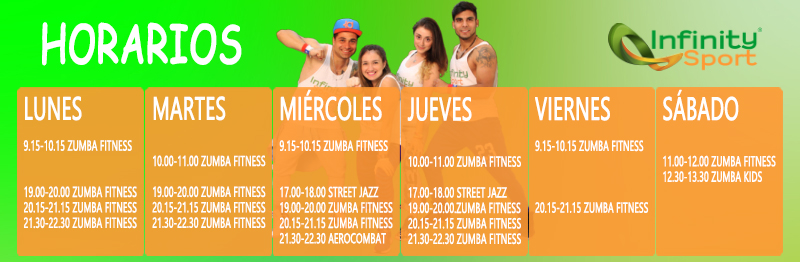 HORARIOS
Infinity®
Sport
LUNES
9.15-10.15 ZUMBA FITNESS
19.00-20.00 ZUMBA FITNESS
20.15-21.15 ZUMBA FITNESS
21.30-22.30 ZUMBA FITNESS
MARTES
10.00-11.00 ZUMBA FITNESS
19.00-20.00 ZUMBA FITNESS
20.15-21.15 ZUMBA FITNESS
21.30-22.30 ZUMBA FITNESS
MIÉRCOLES
9.15-10.15 ZUMBA FITNESS
17.00-18.00 STREET JAZZ
19.00-20.00 ZUMBA FITNESS
20.15-21.15 ZUMBA FITNESS
21.30-22.30 AEROCOMBAT
JUEVES
10.00-11.00 ZUMBA FITNESS
17.00-18.00 STREET JAZZ
19.00-20.00.ZUMBA FITNESS
20.15-21.15 ZUMBA FITNESS
21.30-22.30 ZUMBA FITNESS
VIERNES
9.15-10.15 ZUMBA FITNESS
20.15-21.15 ZUMBA FITNESS
SÁBADO
11.00-12.00 ZUMBA FITNESS
12.30-13.30 ZUMBA KIDS